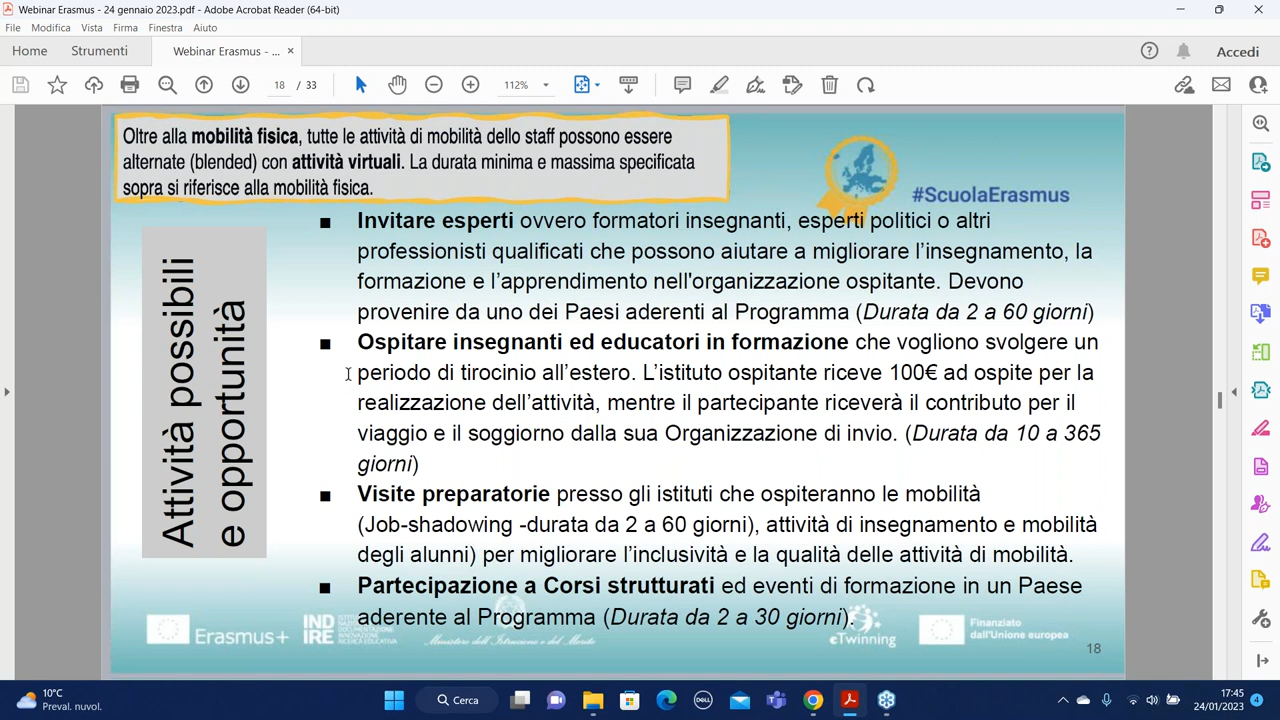 Webinar Erasmus - 24 gennaio 2023.pdf - Adobe Acrobat Reader (64-bit)
File Modifica Vista Firma Finestra Aiuto
Home Strumenti Webinar Erasmus - ... × Accedi
18 / 33 112%
Oltre alla mobilità fisica, tutte le attività di mobilità dello staff possono essere
alternate (blended) con attività virtuali. La durata minima e massima specificata
sopra si riferisce alla mobilità fisica.
#ScuolaErasmus
Attività possibili
e opportunità
■ Invitare esperti ovvero formatori insegnanti, esperti politici o altri
professionisti qualificati che possono aiutare a migliorare l’insegnamento, la
formazione e l’apprendimento nell'organizzazione ospitante. Devono
provenire da uno dei Paesi aderenti al Programma (Durata da 2 a 60 giorni)
■ Ospitare insegnanti ed educatori in formazione che vogliono svolgere un
periodo di tirocinio all’estero. L’istituto ospitante riceve 100€ ad ospite per la
realizzazione dell’attività, mentre il partecipante riceverà il contributo per il
viaggio e il soggiorno dalla sua Organizzazione di invio. (Durata da 10 a 365
giorni)
■ Visite preparatorie presso gli istituti che ospiteranno le mobilità
(Job-shadowing -durata da 2 a 60 giorni), attività di insegnamento e mobilità
degli alunni) per migliorare l’inclusività e la qualità delle attività di mobilità.
■ Partecipazione a Corsi strutturati ed eventi di formazione in un Paese
aderente al Programma (Durata da 2 a 30 giorni).
Erasmus+
INDIRE
Ministero dell'Istruzione e del Merito
eTwinning
Finanziato
dall'Unione europea
18
10°C
Preval. nuvol.
Cerca
DELL
17:45
24/01/2023
4